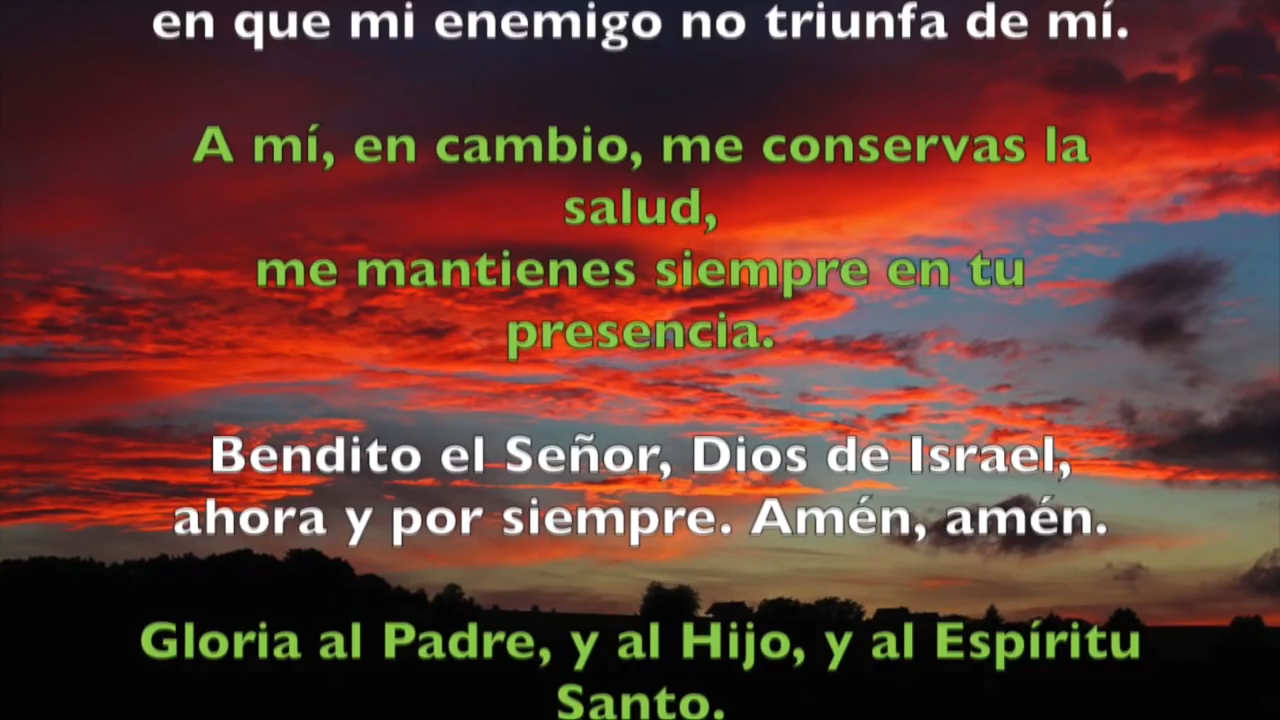 en que mi enemigo no triunfa de mí.
A mí, en cambio, me conservas la
salud,
me mantienes siempre en tu
presencia.
Bendito el Señor, Dios de Israel,
ahora y por siempre. Amén, amén.
Gloria al Padre, y al Hijo, y al Espíritu
Santo.